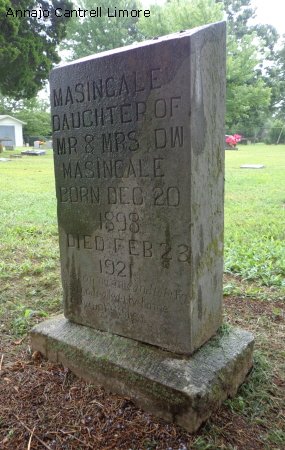 Annajo Cantrell Limore
MASINGALE
DAUGHTER OF
MR & MRS DW
MASINGALE
BORN DEC 20
1898
DIED FEB 23
1921